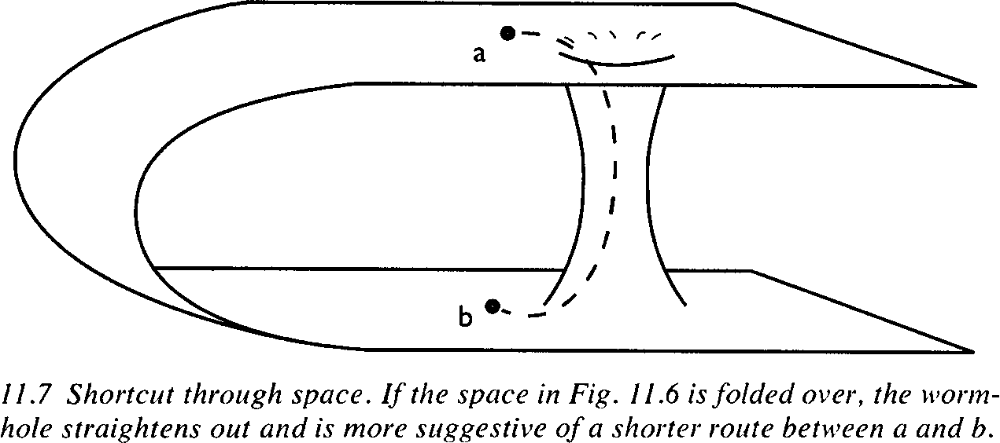 a
b
11.7 Shortcut through space. If the space in Fig. 11.6 is folded over, the worm-
hole straightens out and is more suggestive of a shorter route between a and b.